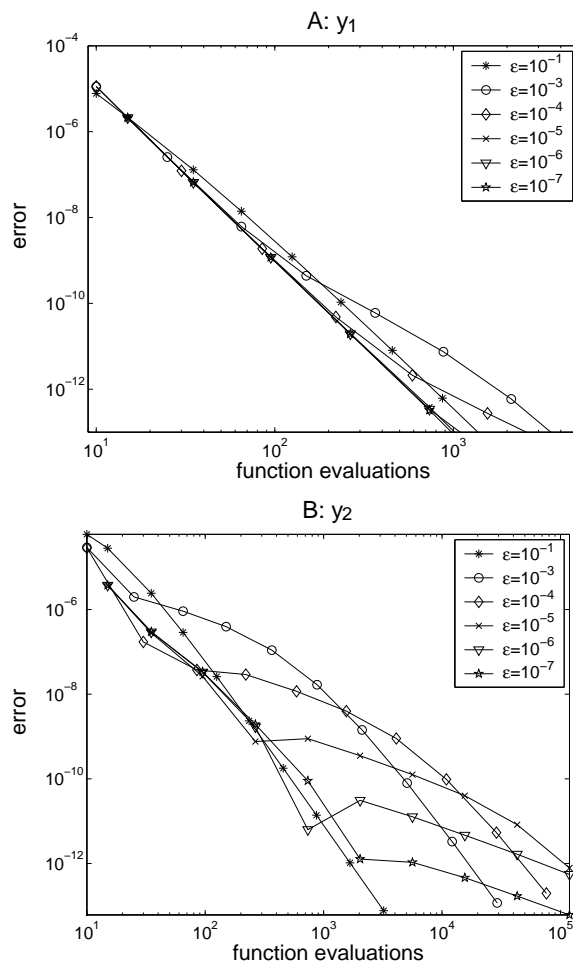 A: y₁
10⁻⁴
10⁻⁶
10⁻⁸
10⁻¹⁰
10⁻¹²
error
ε=10⁻¹
ε=10⁻³
ε=10⁻⁴
ε=10⁻⁵
ε=10⁻⁶
ε=10⁻⁷
10¹ 10² 10³
function evaluations
B: y₂
10⁻⁶
10⁻⁸
10⁻¹⁰
10⁻¹²
error
ε=10⁻¹
ε=10⁻³
ε=10⁻⁴
ε=10⁻⁵
ε=10⁻⁶
ε=10⁻⁷
10¹ 10² 10³ 10⁴ 10⁵
function evaluations